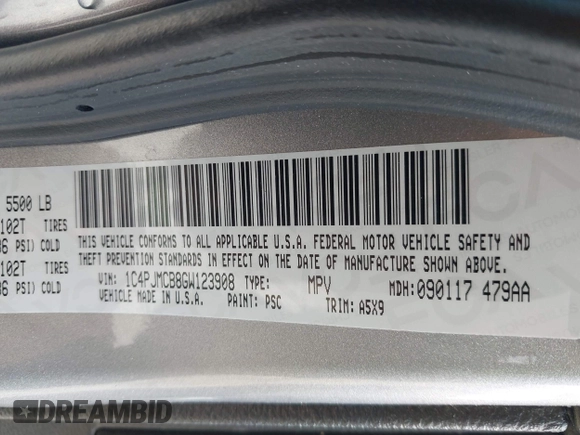 5500 LB
102T TIRES
PSI) COLD
102T TIRES
PSI) COLD
THIS VEHICLE CONFORMS TO ALL APPLICABLE U.S.A. FEDERAL MOTOR VEHICLE SAFETY AND
THEFT PREVENTION STANDARDS IN EFFECT ON THE DATE OF MANUFACTURE SHOWN ABOVE.
VIN: 1C4PJMCB8GW123908 TYPE: MPV MDH: 090117 479AA
VEHICLE MADE IN U.S.A. PAINT: PSC TRIM: A5X9
DREAMBID